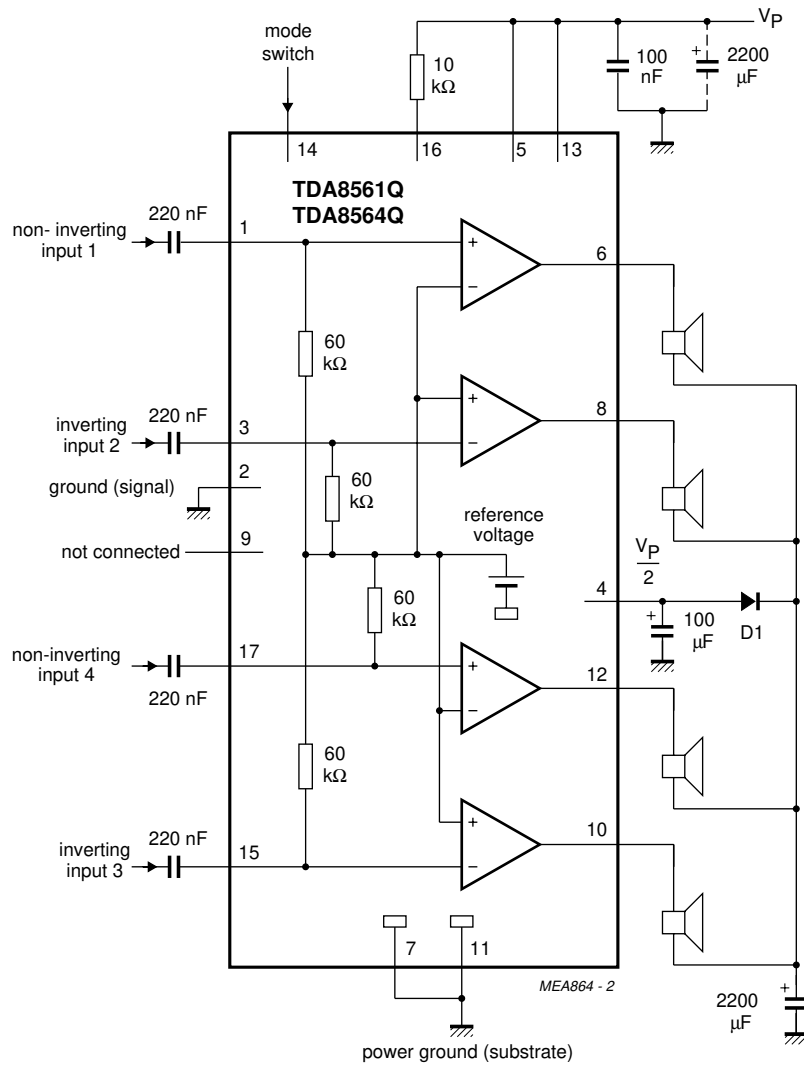 V_P
mode
switch
10
kΩ
100
nF
+
2200
μF
14
16
5
13
TDA8561Q
TDA8564Q
non- inverting
input 1
220 nF
1
+
−
6
60
kΩ
inverting
input 2
220 nF
3
+
−
8
2
ground (signal)
60
kΩ
9
not connected
reference
voltage
V_P
2
4
60
kΩ
+
100
μF
D1
non-inverting
input 4
220 nF
17
+
−
12
60
kΩ
inverting
input 3
220 nF
15
+
−
10
7
11
MEA864 - 2
+
2200
μF
power ground (substrate)